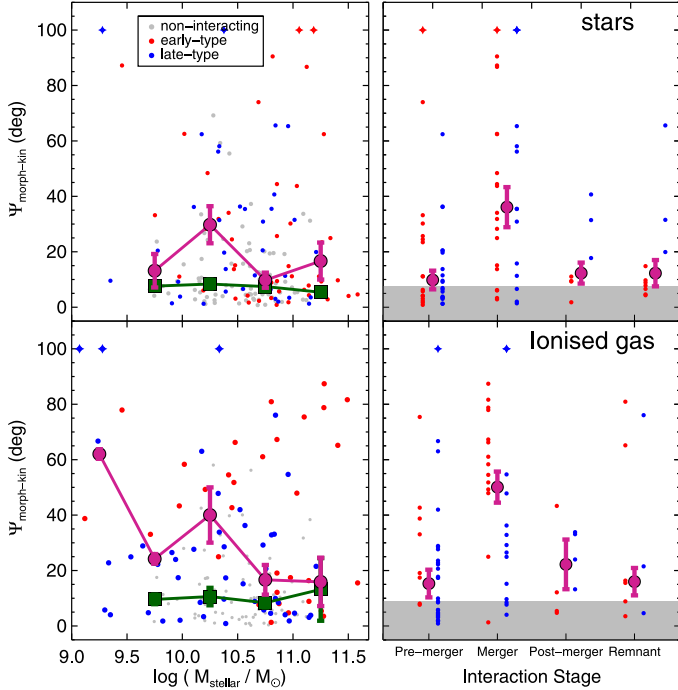 stars
non−interacting
early−type
late−type
Ψmorph−kin (deg)
100
80
60
40
20
0
Ionised gas
Ψmorph−kin (deg)
100
80
60
40
20
0
9.0 9.5 10.0 10.5 11.0 11.5
log ( Mstellar / M⊙)
Pre−merger Merger Post−merger Remnant
Interaction Stage